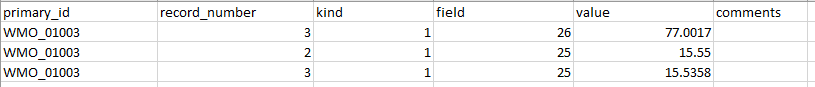 primary_id record_number kind field value comments
WMO_01003 3 1 26 77.0017
WMO_01003 2 1 25 15.55
WMO_01003 3 1 25 15.5358